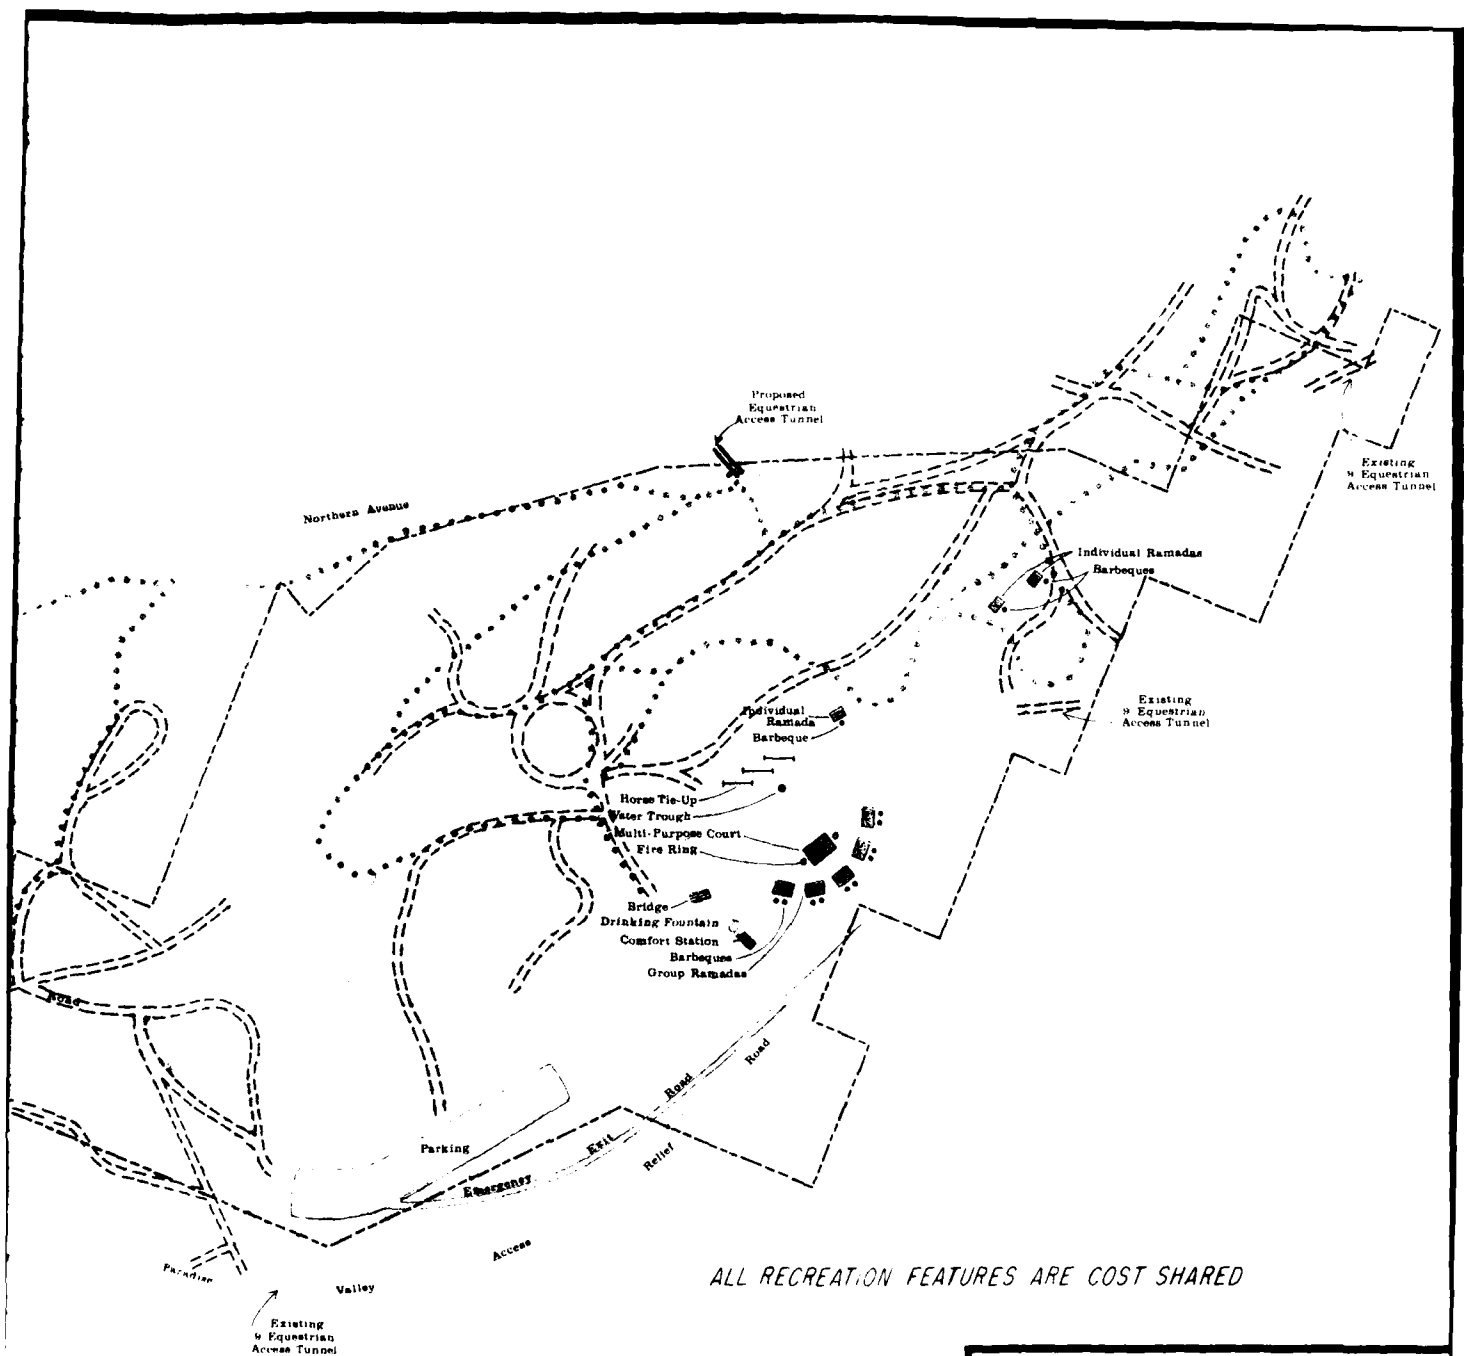 Proposed
Equestrian
Access Tunnel
Northern Avenue
Existing
9 Equestrian
Access Tunnel
Individual Ramadas
Barbeques
Existing
9 Equestrian
Access Tunnel
Individual
Ramada
Barbeque
Horse Tie-Up
Water Trough
Multi-Purpose Court
Fire Ring
Bridge
Drinking Fountain
Comfort Station
Barbeques
Group Ramadas
Road
Parking
Emergency Exit Road
Access Relief Road
Paradise Valley
Existing
9 Equestrian
Access Tunnel
ALL RECREATION FEATURES ARE COST SHARED